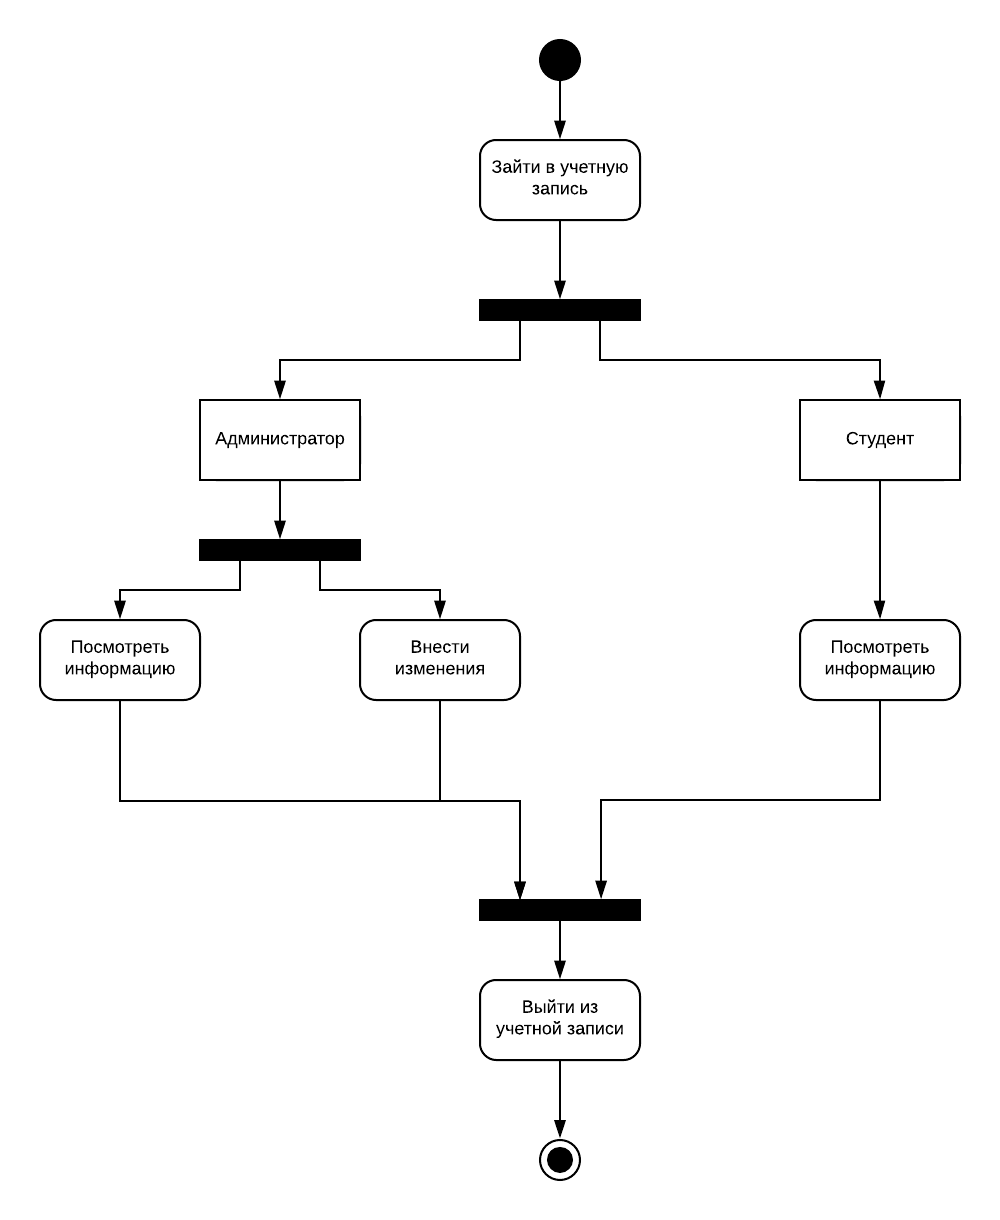 Зайти в учетную
запись
Администратор
Студент
Посмотреть
информацию
Внести
изменения
Посмотреть
информацию
Выйти из
учетной записи